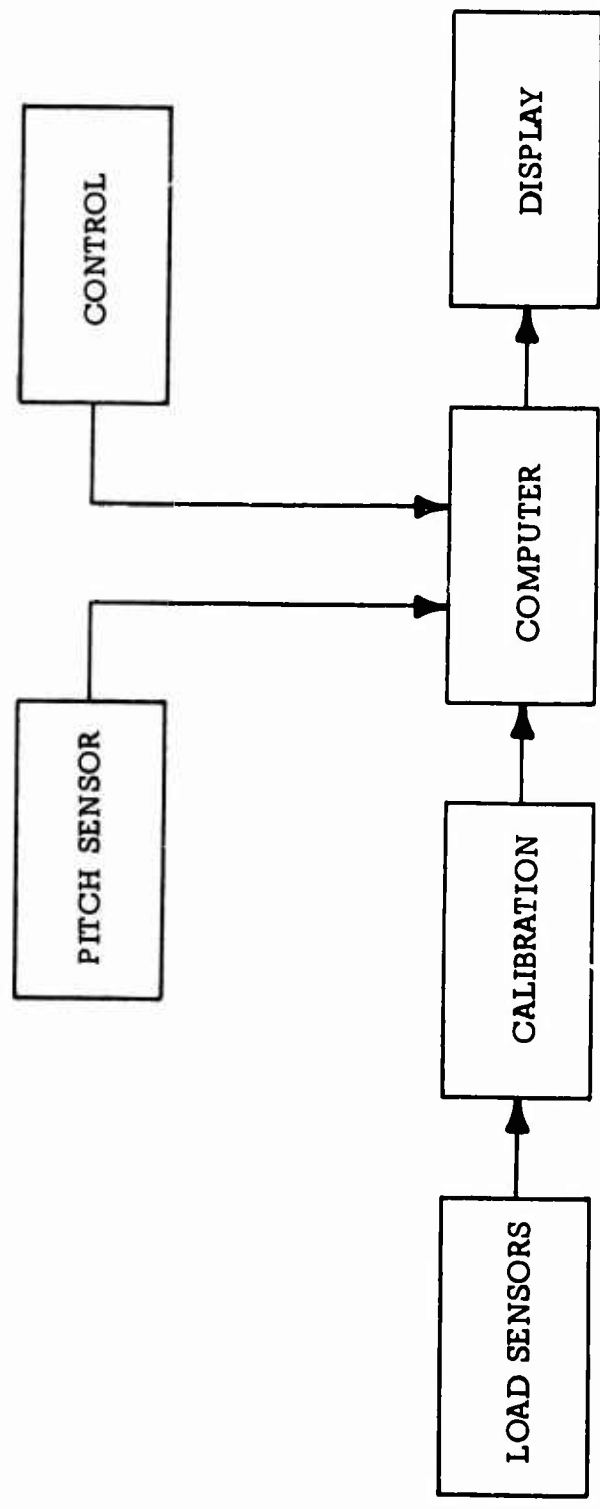 PITCH SENSOR
CONTROL
LOAD SENSORS
CALIBRATION
COMPUTER
DISPLAY